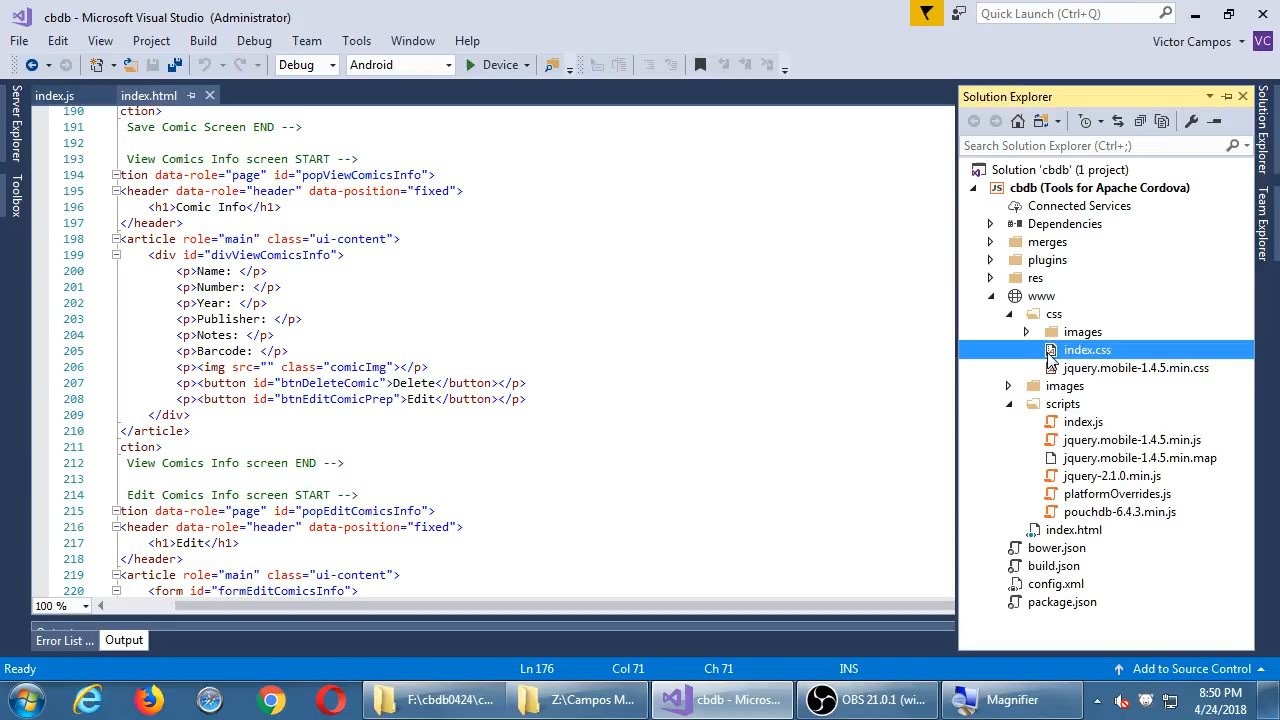 cbdb - Microsoft Visual Studio (Administrator)
Quick Launch (Ctrl+Q)
File Edit View Project Build Debug Team Tools Window Help
Victor Campos VC
Debug Android Device
index.js index.html
Server Explorer
Toolbox
190 ction>
191 Save Comic Screen END -->
192
193 View Comics Info screen START -->
194 tion data-role="page" id="popViewComicsInfo">
195 <header data-role="header" data-position="fixed">
196 <h1>Comic Info</h1>
197 </header>
198 <article role="main" class="ui-content">
199 <div id="divViewComicsInfo">
200 <p>Name: </p>
201 <p>Number: </p>
202 <p>Year: </p>
203 <p>Publisher: </p>
204 <p>Notes: </p>
205 <p>Barcode: </p>
206 <p><img src="" class="comicImg"></p>
207 <p><button id="btnDeleteComic">Delete</button></p>
208 <p><button id="btnEditComicPrep">Edit</button></p>
209 </div>
210 </article>
211 ction>
212 View Comics Info screen END -->
213
214 Edit Comics Info screen START -->
215 tion data-role="page" id="popEditComicInfo">
216 <header data-role="header" data-position="fixed">
217 <h1>Edit</h1>
218 </header>
219 <article role="main" class="ui-content">
220 <form id="formEditComicsInfo">
100 %
Error List ... Output
Solution Explorer
Search Solution Explorer (Ctrl+;)
Solution 'cbdb' (1 project)
JS cbdb (Tools for Apache Cordova)
Connected Services
Dependencies
merges
plugins
res
www
css
images
index.css
jquery.mobile-1.4.5.min.css
images
scripts
index.js
jquery.mobile-1.4.5.min.js
jquery.mobile-1.4.5.min.map
jquery-2.1.0.min.js
platformOverrides.js
pouchdb-6.4.3.min.js
index.html
bower.json
build.json
config.xml
package.json
Solution Explorer
Team Explorer
Ready Ln 176 Col 71 Ch 71 INS Add to Source Control
F:\cbdb0424\c... Z:\Campos M... cbdb - Micros... OBS 21.0.1 (wi... Magnifier
8:50 PM
4/24/2018